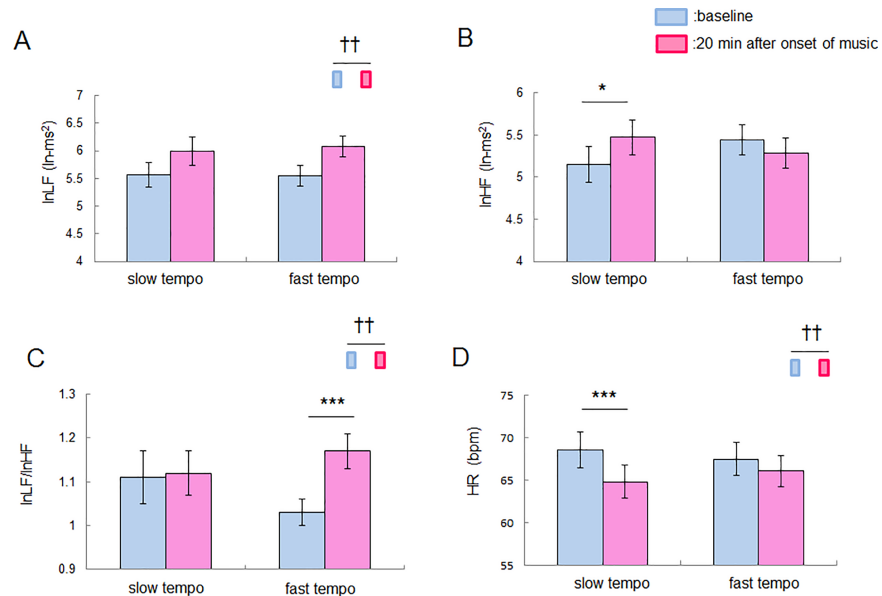 :baseline
:20 min after onset of music
A
††
lnLF (ln-ms²)
7
6.5
6
5.5
5
4.5
4
slow tempo
fast tempo
B
*
lnHF (ln-ms²)
6
5.5
5
4.5
4
slow tempo
fast tempo
C
††
***
lnLF/lnHF
1.3
1.2
1.1
1
0.9
slow tempo
fast tempo
D
††
***
HR (bpm)
75
70
65
60
55
slow tempo
fast tempo